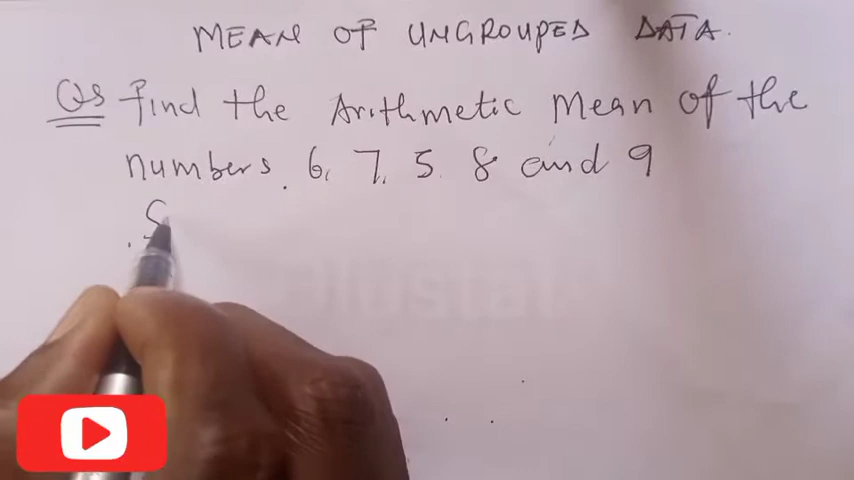 MEAN OF UNGROUPED DATA.
Qs find the Arithmetic Mean of the
numbers. 6, 7, 5. 8 and 9
S